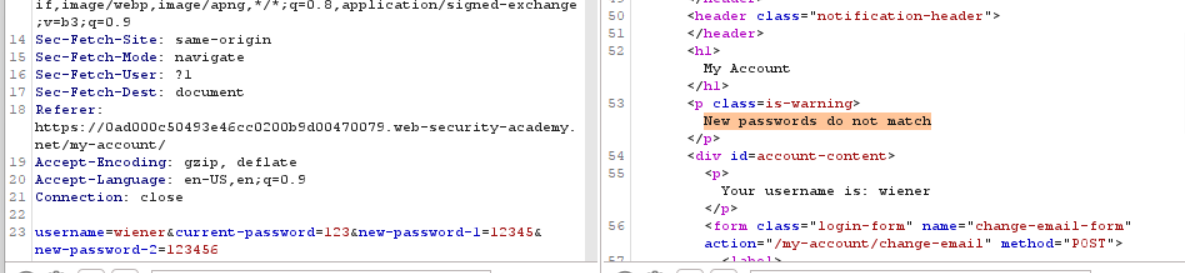 if,image/webp,image/apng,*/*;q=0.8,application/signed-exchange
;v=b3;q=0.9
14 Sec-Fetch-Site: same-origin
15 Sec-Fetch-Mode: navigate
16 Sec-Fetch-User: ?1
17 Sec-Fetch-Dest: document
18 Referer:
https://0ad000c50493e46cc0200b9d00470079.web-security-academy.
net/my-account/
19 Accept-Encoding: gzip, deflate
20 Accept-Language: en-US,en;q=0.9
21 Connection: close
22
23 username=wiener&current-password=123&new-password-1=12345&
new-password-2=123456
50 <header class="notification-header">
51 </header>
52 <h1>
My Account
</h1>
53 <p class=is-warning>
New passwords do not match
</p>
54 <div id=account-content>
55 <p>
Your username is: wiener
</p>
56 <form class="login-form" name="change-email-form"
action="/my-account/change-email" method="POST">
57 <label>